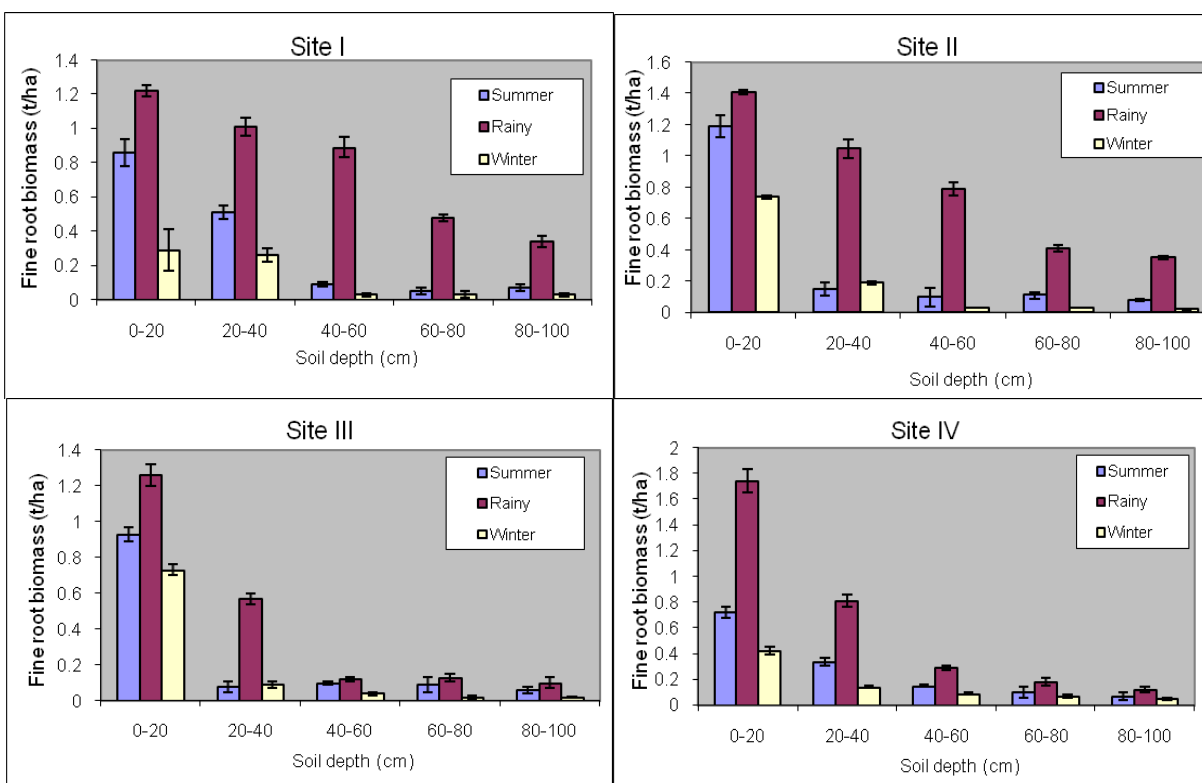 Site I
Fine root biomass (t/ha)
1.4
1.2
1
0.8
0.6
0.4
0.2
0
Summer
Rainy
Winter
0-20 20-40 40-60 60-80 80-100
Soil depth (cm)
Site II
Fine root biomass (t/ha)
1.6
1.4
1.2
1
0.8
0.6
0.4
0.2
0
Summer
Rainy
Winter
0-20 20-40 40-60 60-80 80-100
Soil depth (cm)
Site III
Fine root biomass (t/ha)
1.4
1.2
1
0.8
0.6
0.4
0.2
0
Summer
Rainy
Winter
0-20 20-40 40-60 60-80 80-100
Soil depth (cm)
Site IV
Fine root biomass (t/ha)
2
1.8
1.6
1.4
1.2
1
0.8
0.6
0.4
0.2
0
Summer
Rainy
Winter
0-20 20-40 40-60 60-80 80-100
Soil depth (cm)